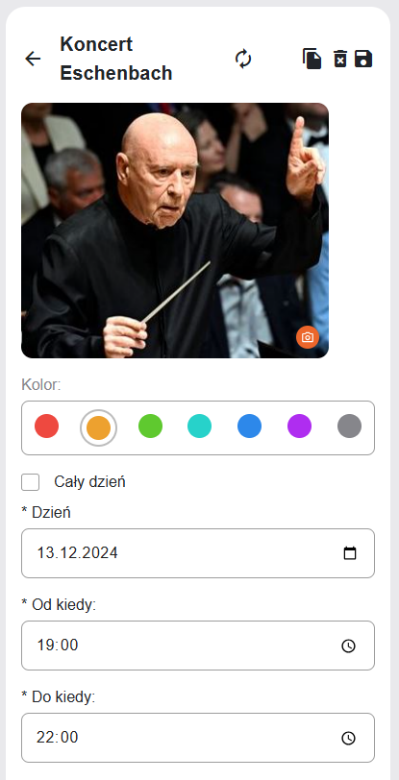 Koncert
Eschenbach
Kolor:
Cały dzień
* Dzień
13.12.2024
* Od kiedy:
19:00
* Do kiedy:
22:00